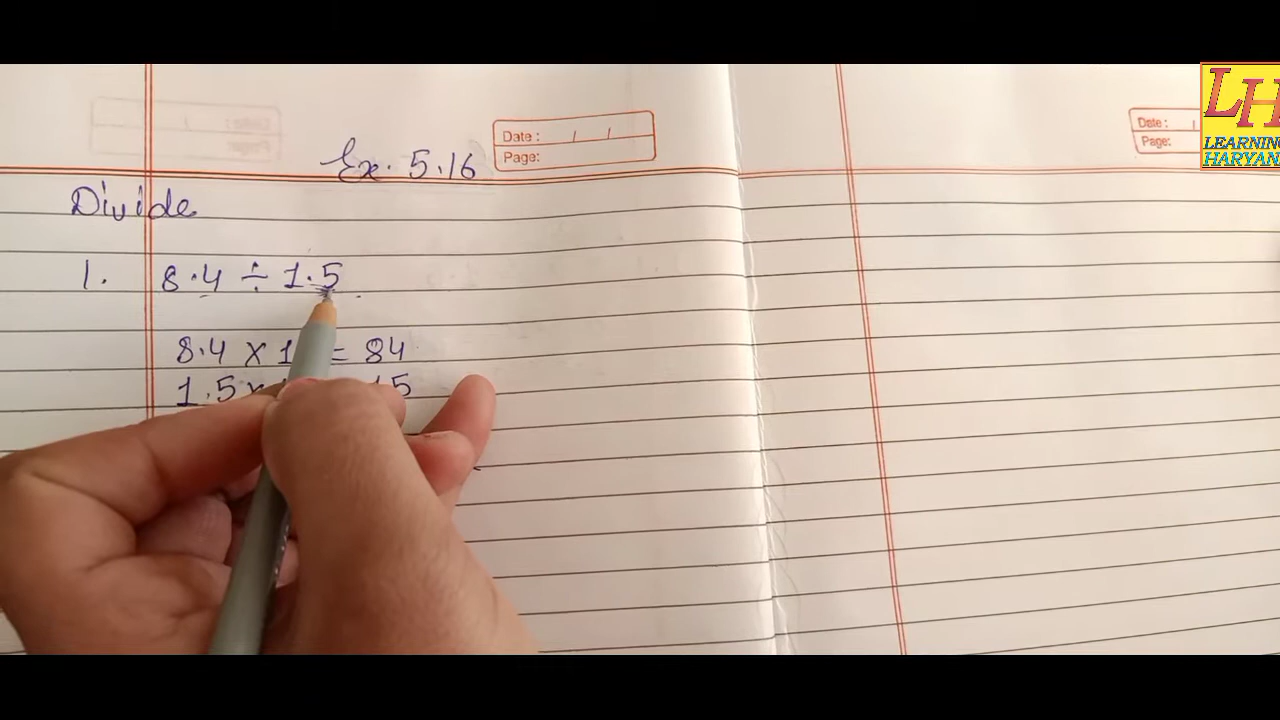 Ex. 5.16
Date: / /
Page:
Date: /
Page:
LH
LEARNING
HARYAN
Divide
1. 8.4 ÷ 1.5
8.4 × 1 = 84
1.5 × 15